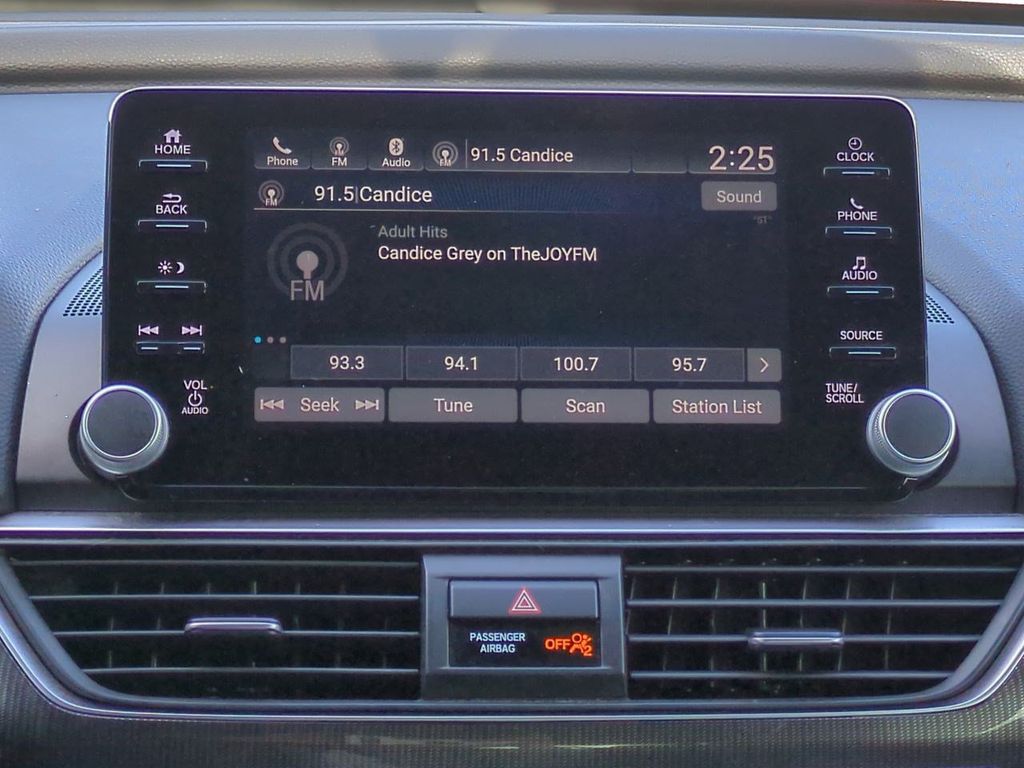 HOME
Phone
FM
Audio
FM
91.5 Candice
2:25
CLOCK
BACK
FM
91.5 Candice
Sound
PHONE
ST
Adult Hits
Candice Grey on TheJOYFM
FM
AUDIO
SOURCE
93.3
94.1
100.7
95.7
VOL
AUDIO
Seek
Tune
Scan
Station List
TUNE/
SCROLL
PASSENGER
AIRBAG
OFF
2